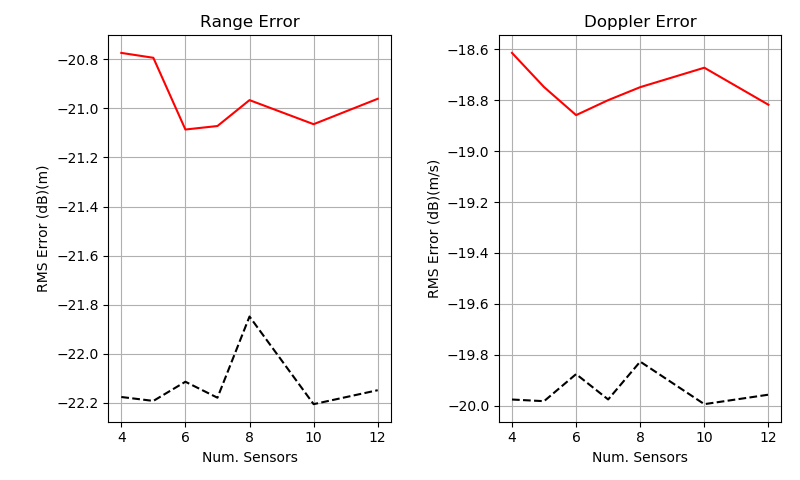 Range Error
RMS Error (dB)(m)
−20.8
−21.0
−21.2
−21.4
−21.6
−21.8
−22.0
−22.2
4 6 8 10 12
Num. Sensors
Doppler Error
RMS Error (dB)(m/s)
−18.6
−18.8
−19.0
−19.2
−19.4
−19.6
−19.8
−20.0
4 6 8 10 12
Num. Sensors